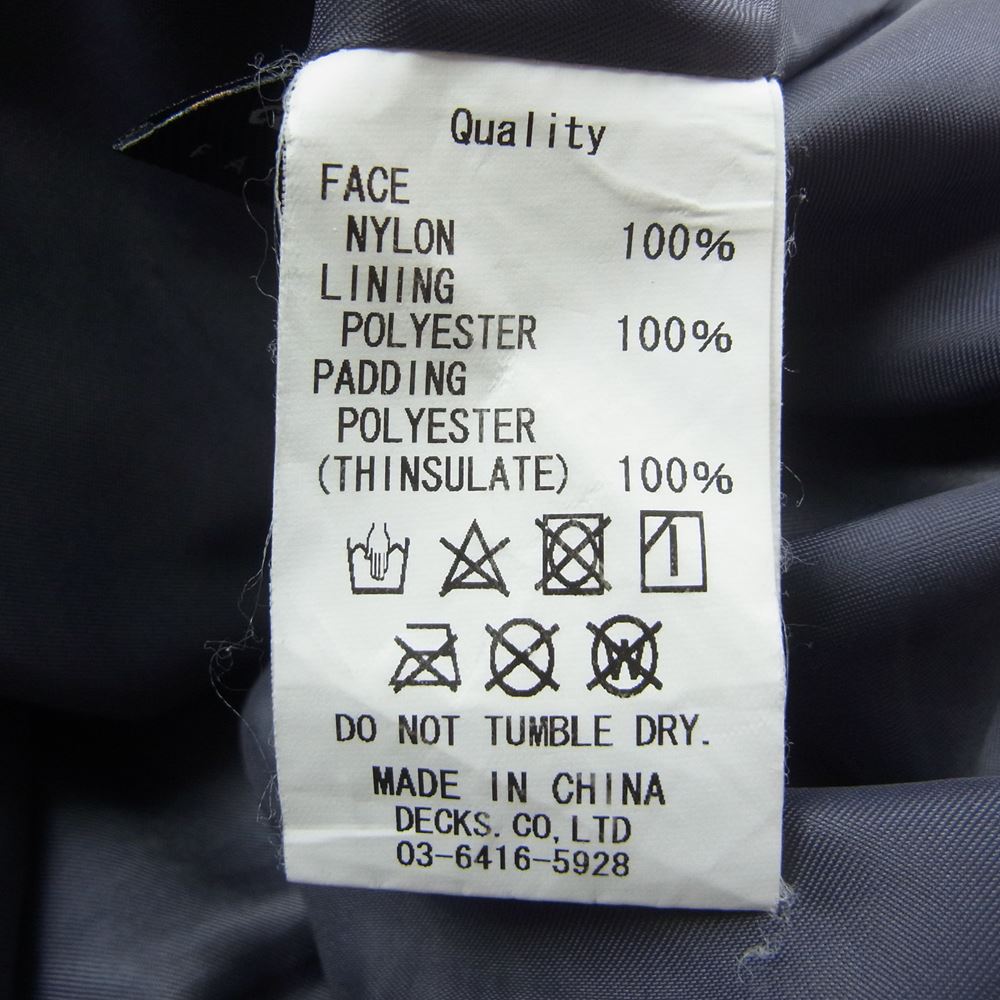 Quality
FACE
NYLON 100%
LINING
POLYESTER 100%
PADDING
POLYESTER
(THINSULATE) 100%
W
DO NOT TUMBLE DRY.
MADE IN CHINA
DECKS.CO,LTD
03-6416-5928